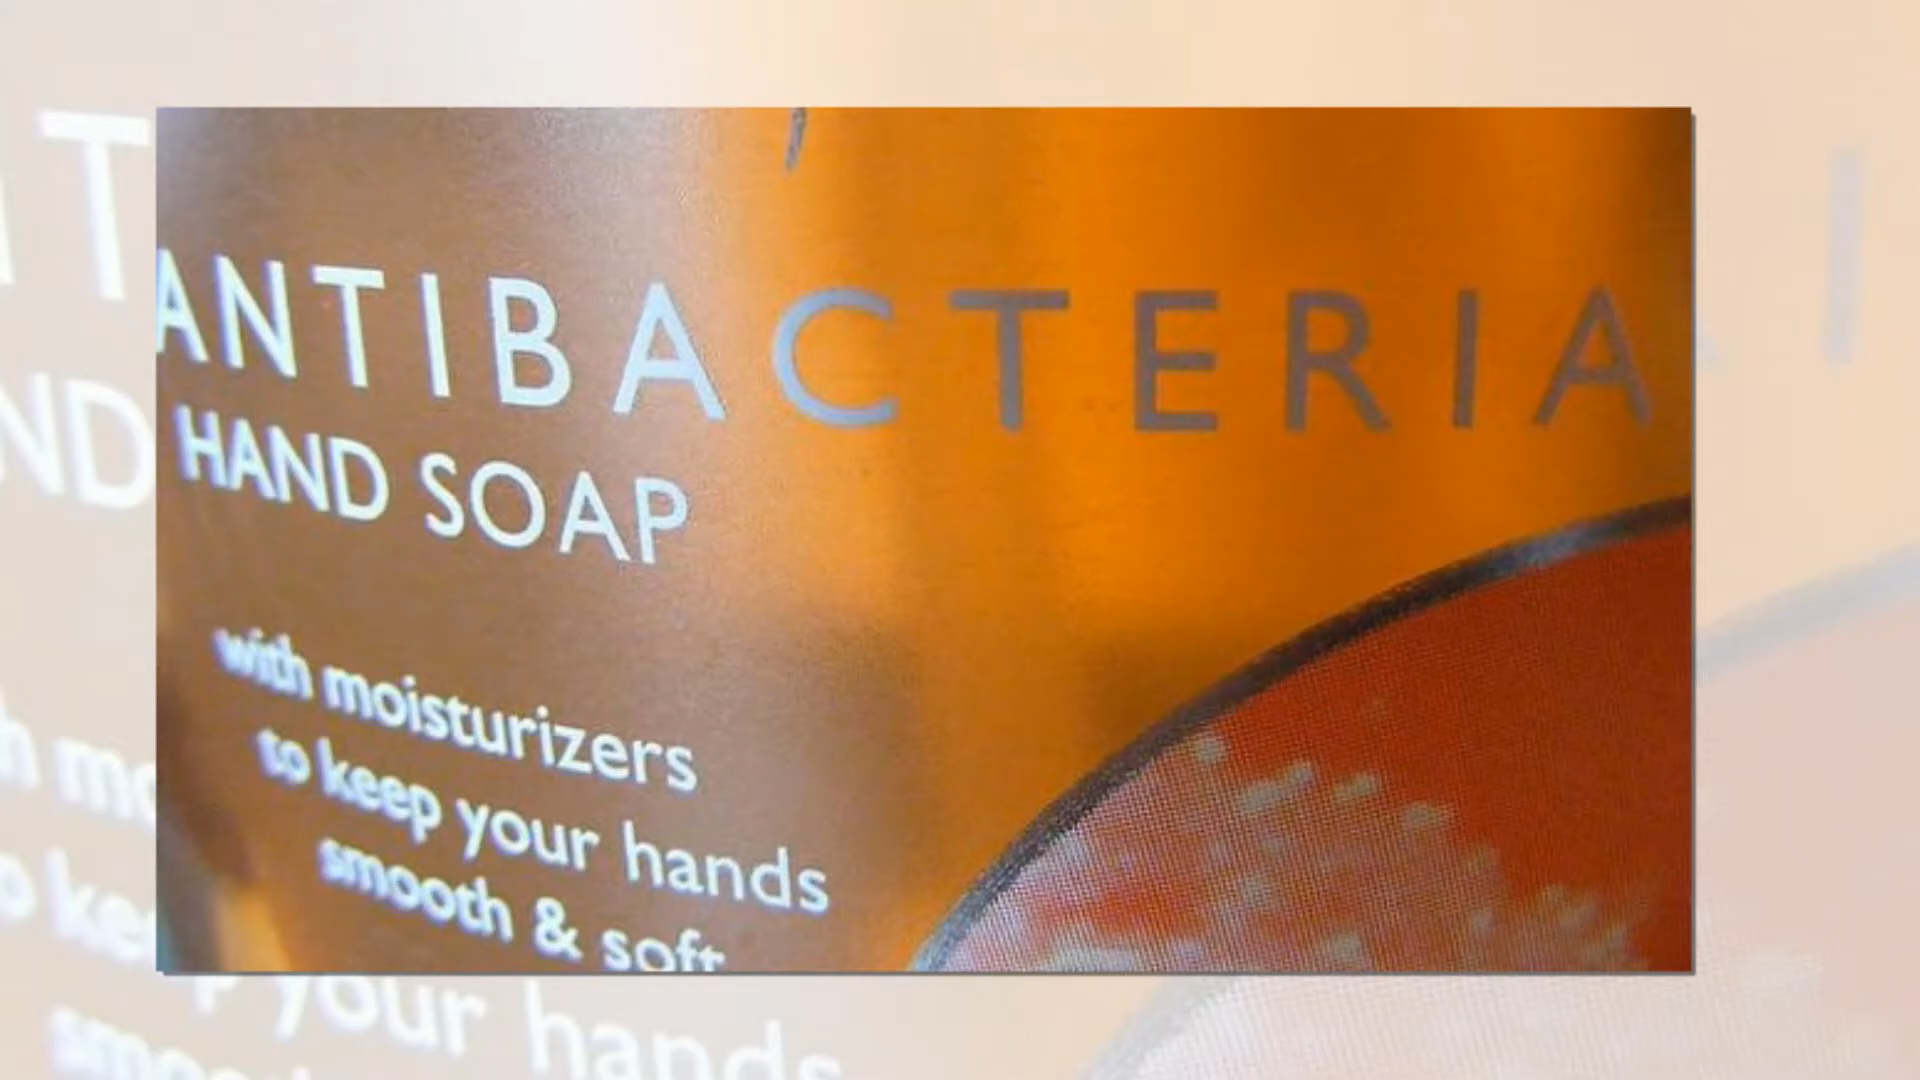 ANTIBACTERIA
HAND SOAP
with moisturizers
to keep your hands
smooth & soft